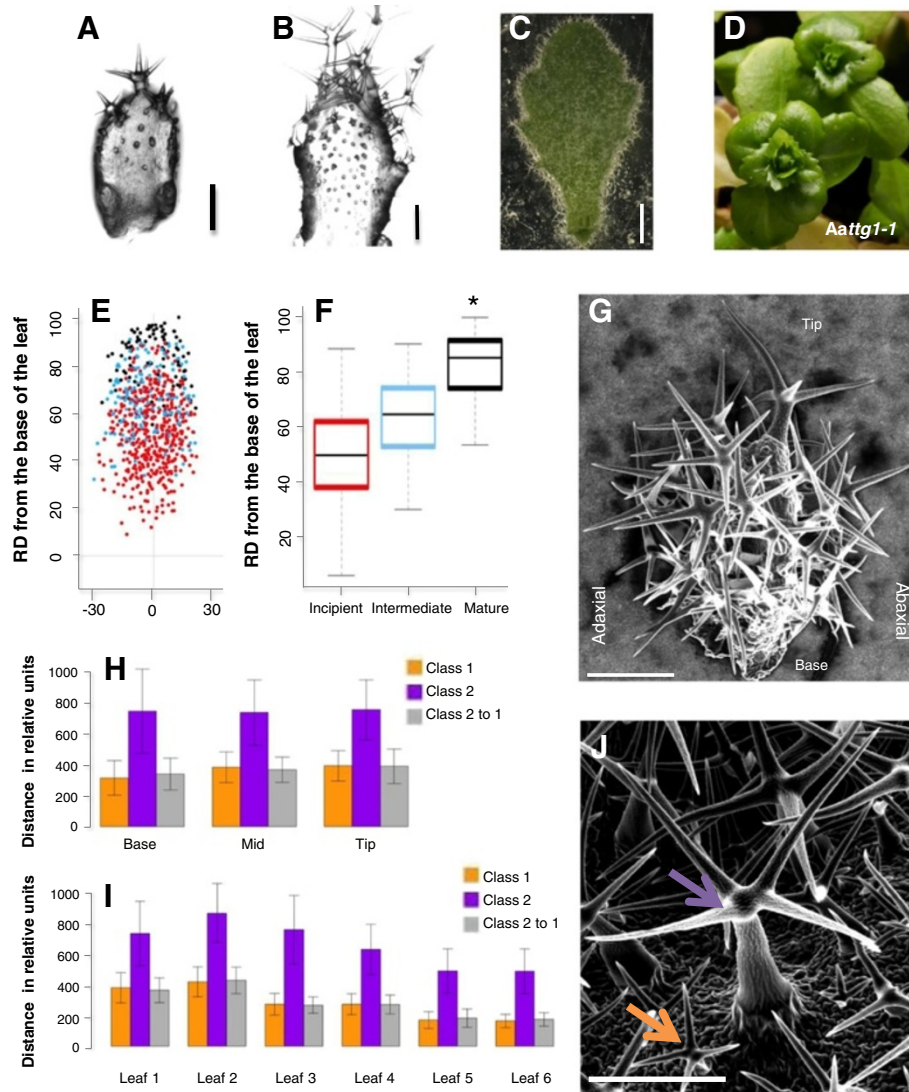 A
B
C
D
Aattg1-1
E
RD from the base of the leaf
100
80
60
40
20
0
-30
0
30
F
*
RD from the base of the leaf
100
80
60
40
20
Incipient
Intermediate
Mature
G
Tip
Adaxial
Abaxial
Base
H
Distance in relative units
1000
800
600
400
200
0
Base
Mid
Tip
Class 1
Class 2
Class 2 to 1
I
Distance in relative units
1000
800
600
400
200
0
Leaf 1
Leaf 2
Leaf 3
Leaf 4
Leaf 5
Leaf 6
Class 1
Class 2
Class 2 to 1
J